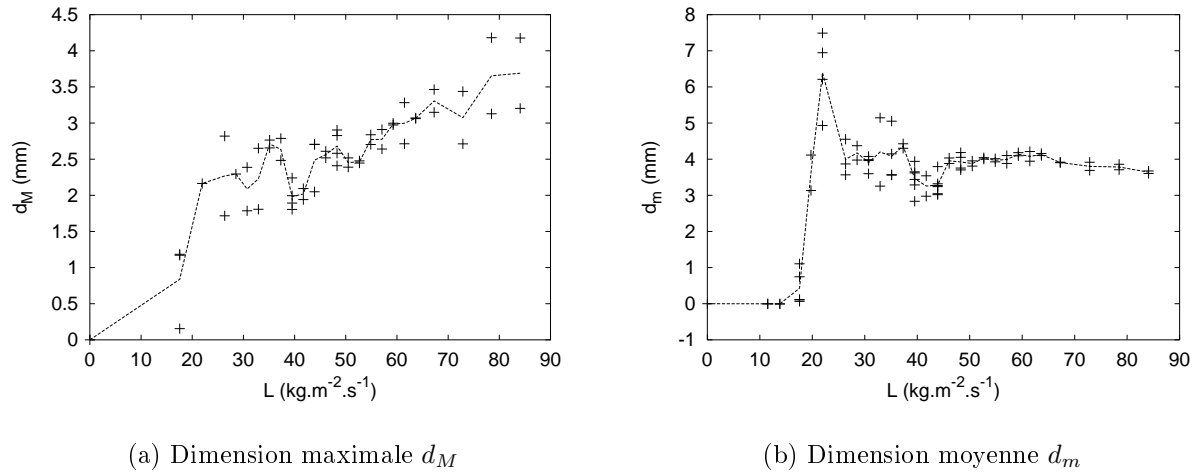 4.5
4
3.5
3
2.5
2
1.5
1
0.5
0
d_M (mm)
0 10 20 30 40 50 60 70 80 90
L (kg.m^-2.s^-1)
(a) Dimension maximale d_M
8
7
6
5
4
3
2
1
0
-1
d_m (mm)
0 10 20 30 40 50 60 70 80 90
L (kg.m^-2.s^-1)
(b) Dimension moyenne d_m